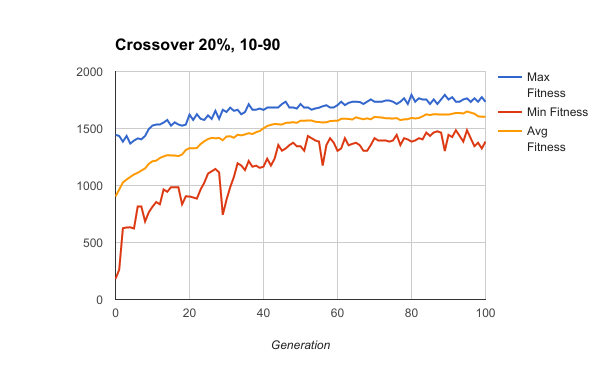 Crossover 20%, 10-90
2000
1500
1000
500
0
0 20 40 60 80 100
Generation
Max
Fitness
Min Fitness
Avg
Fitness